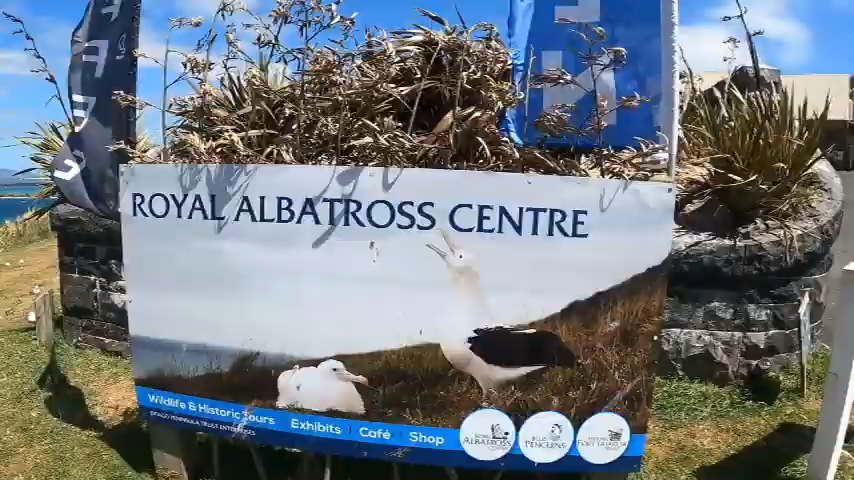 ROYAL ALBATROSS CENTRE
Wildlife & Historic Tours | Exhibits | Café | Shop
OTAGO PENINSULA TRUST ENTERPRISES
ROYAL ALBATROSS CENTRE
BLUE PENGUINS
FORT TAIAROA